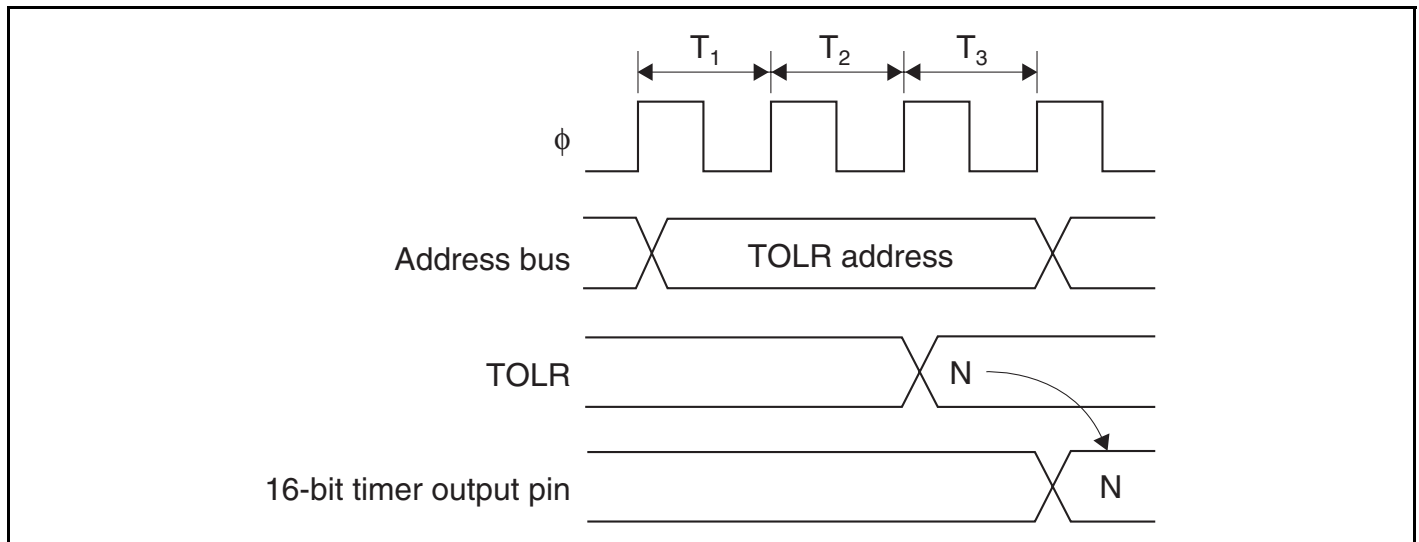 T₁ T₂ T₃
ϕ
Address bus TOLR address
TOLR N
16-bit timer output pin N